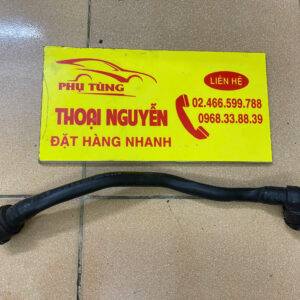 PHỤ TÙNG
THOẠI NGUYỄN
ĐẶT HÀNG NHANH
LIÊN HỆ
02.466.599.788
0968.33.88.39